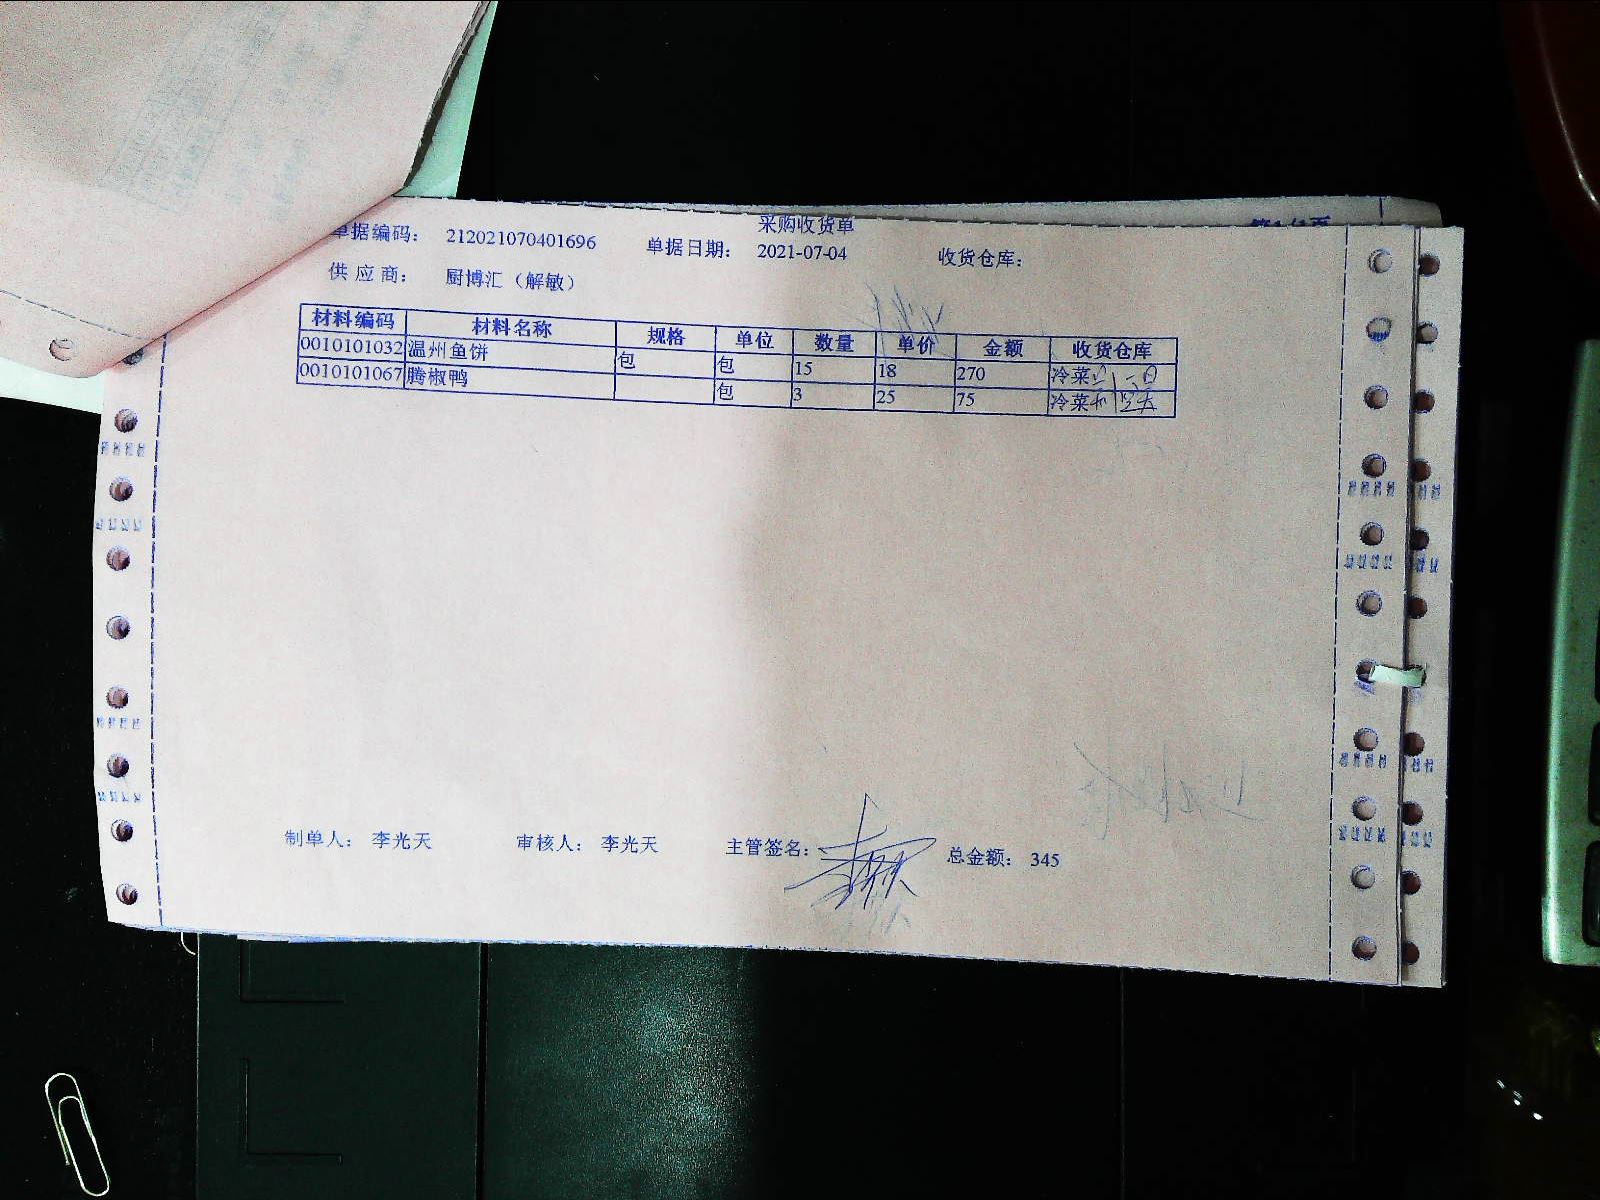 采购收货单
单据编码： 212021070401696 单据日期： 2021-07-04 收货仓库：
供 应 商： 厨博汇（解敏）
材料编码 材料名称 规格 单位 数量 单价 金额 收货仓库
0010101032 温州鱼饼 包 包 15 18 270 冷菜
0010101067 腾椒鸭 包 3 25 75 冷菜
制单人： 李光天 审核人： 李光天 主管签名： 总金额： 345